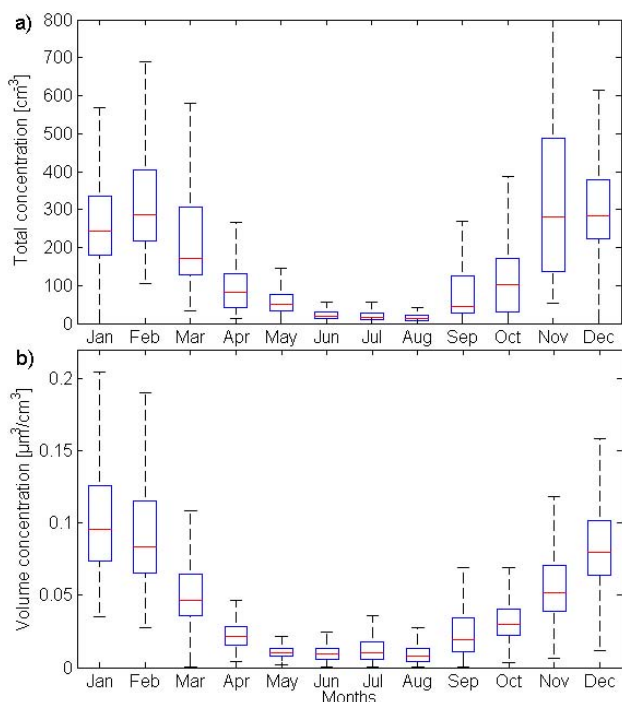 a)
Total concentration [cm³]
800
700
600
500
400
300
200
100
0
Jan Feb Mar Apr May Jun Jul Aug Sep Oct Nov Dec
b)
Volume concentration [µm³/cm³]
0.2
0.15
0.1
0.05
0
Jan Feb Mar Apr May Jun Jul Aug Sep Oct Nov Dec
Months